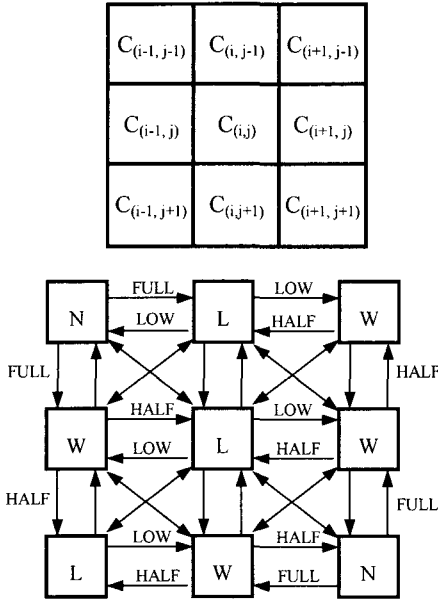 C(i-1, j-1) C(i, j-1) C(i+1, j-1)
C(i-1, j) C(i,j) C(i+1, j)
C(i-1, j+1) C(i,j+1) C(i+1, j+1)
FULL LOW
N L W
LOW HALF
FULL HALF
HALF LOW
W L W
LOW HALF
HALF FULL
LOW HALF
L W N
HALF FULL